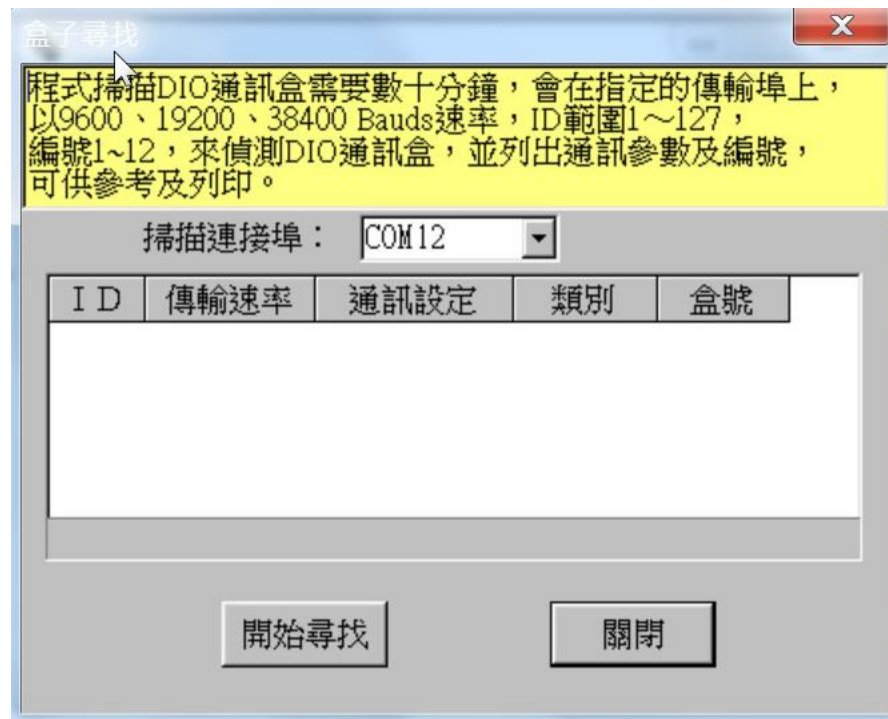 盒子尋找
X
程式掃描DIO通訊盒需要數十分鐘，會在指定的傳輸埠上，
以9600、19200、38400 Bauds速率，ID範圍1～127，
編號1~12，來偵測DIO通訊盒，並列出通訊參數及編號，
可供參考及列印。
掃描連接埠： COM12
ＩＤ 傳輸速率 通訊設定 類別 盒號
開始尋找 關閉